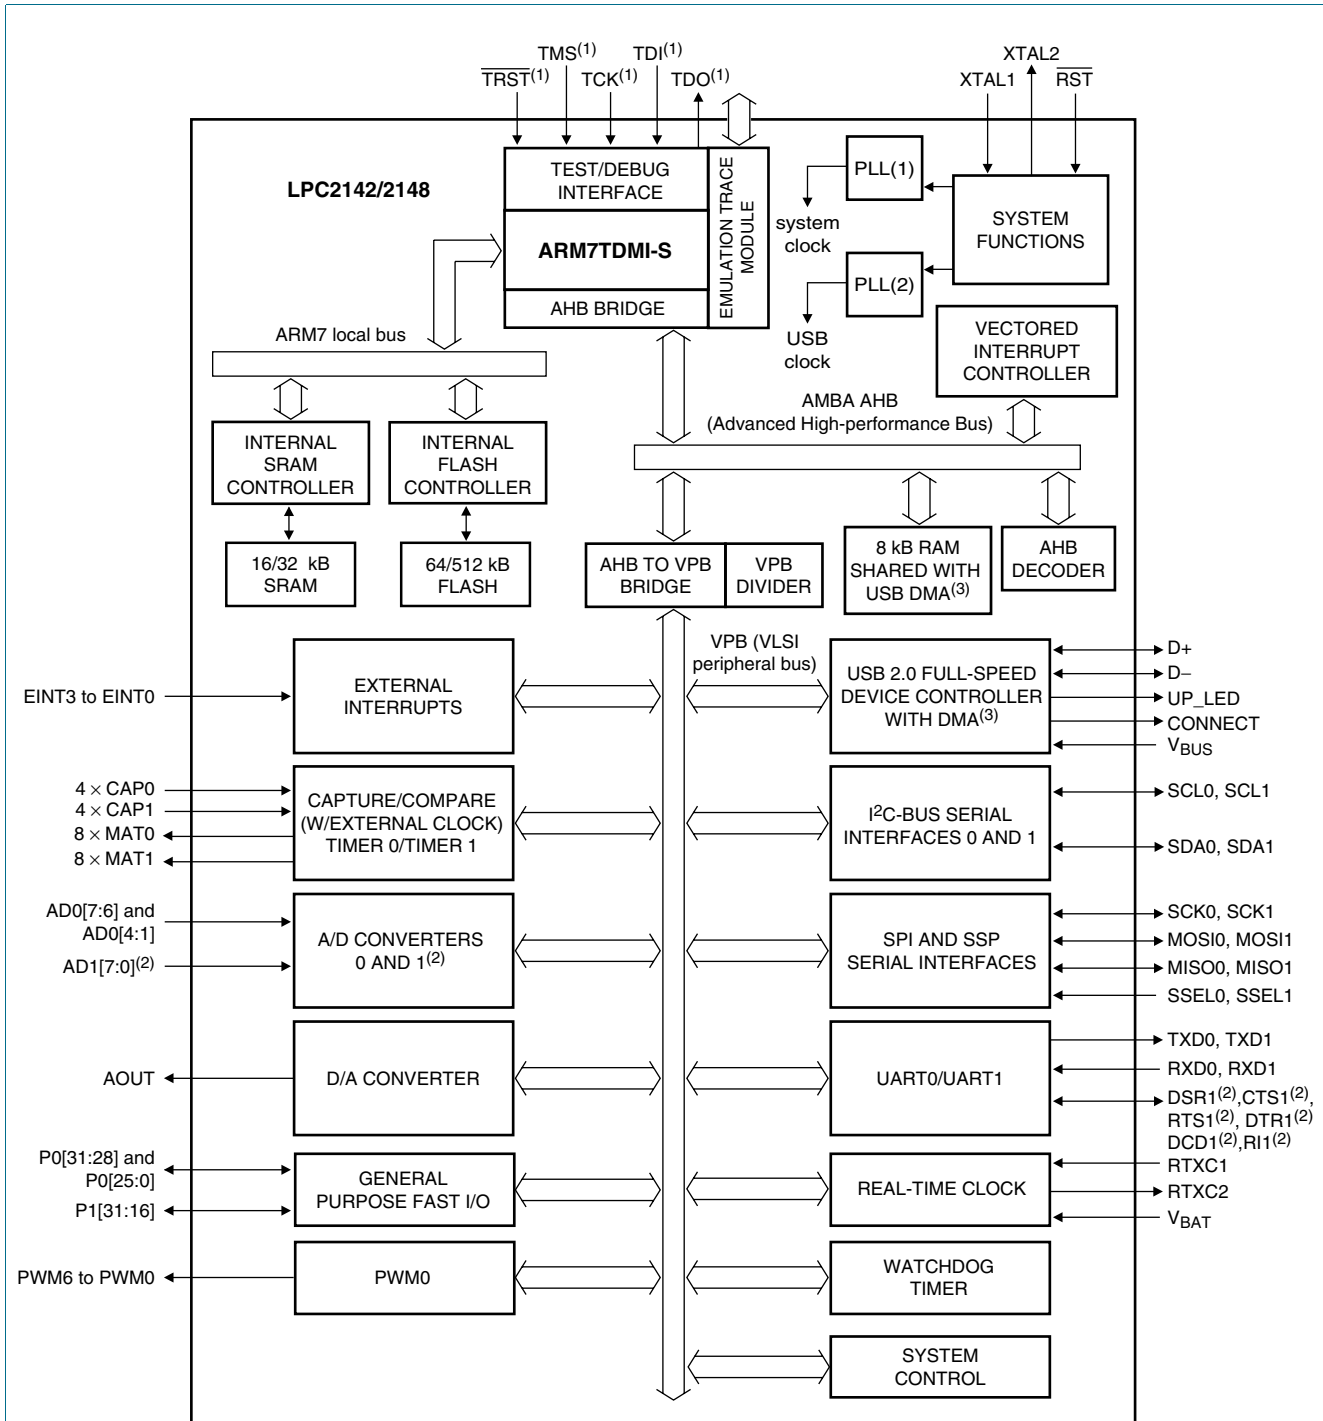 TMS(1)
TDI(1)
TRST(1)
TCK(1)
TDO(1)
XTAL2
XTAL1
RST
LPC2142/2148
TEST/DEBUG
INTERFACE
ARM7TDMI-S
AHB BRIDGE
EMULATION TRACE
MODULE
PLL(1)
system
clock
PLL(2)
USB
clock
SYSTEM
FUNCTIONS
VECTORED
INTERRUPT
CONTROLLER
ARM7 local bus
AMBA AHB
(Advanced High-performance Bus)
INTERNAL
SRAM
CONTROLLER
INTERNAL
FLASH
CONTROLLER
16/32 kB
SRAM
64/512 kB
FLASH
AHB TO VPB
BRIDGE
VPB
DIVIDER
8 kB RAM
SHARED WITH
USB DMA(3)
AHB
DECODER
VPB (VLSI
peripheral bus)
EINT3 to EINT0
EXTERNAL
INTERRUPTS
USB 2.0 FULL-SPEED
DEVICE CONTROLLER
WITH DMA(3)
D+
D−
UP_LED
CONNECT
VBUS
4 × CAP0
4 × CAP1
8 × MAT0
8 × MAT1
CAPTURE/COMPARE
(W/EXTERNAL CLOCK)
TIMER 0/TIMER 1
I2C-BUS SERIAL
INTERFACES 0 AND 1
SCL0, SCL1
SDA0, SDA1
AD0[7:6] and
AD0[4:1]
AD1[7:0](2)
A/D CONVERTERS
0 AND 1(2)
SPI AND SSP
SERIAL INTERFACES
SCK0, SCK1
MOSI0, MOSI1
MISO0, MISO1
SSEL0, SSEL1
AOUT
D/A CONVERTER
UART0/UART1
TXD0, TXD1
RXD0, RXD1
DSR1(2),CTS1(2),
RTS1(2), DTR1(2)
DCD1(2),RI1(2)
P0[31:28] and
P0[25:0]
P1[31:16]
GENERAL
PURPOSE FAST I/O
REAL-TIME CLOCK
RTXC1
RTXC2
VBAT
PWM6 to PWM0
PWM0
WATCHDOG
TIMER
SYSTEM
CONTROL